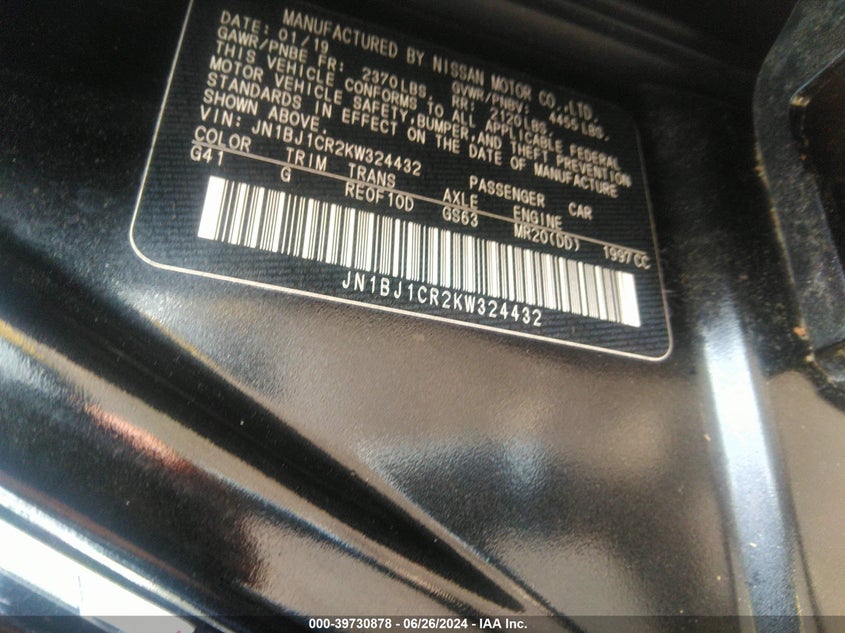 MANUFACTURED BY NISSAN MOTOR CO.,LTD.
DATE: 01/19 GVWR/PNBV: 4455 LBS.
GAWR/PNBE FR: 2370LBS. RR: 2120LBS.
THIS VEHICLE CONFORMS TO ALL APPLICABLE FEDERAL
MOTOR VEHICLE SAFETY,BUMPER,AND THEFT PREVENTION
STANDARDS IN EFFECT ON THE DATE OF MANUFACTURE
SHOWN ABOVE.
VIN: JN1BJ1CR2KW324432 PASSENGER CAR
COLOR TRIM TRANS AXLE ENGINE
G41 G RE0F10D GS63 MR20(DD) 1997CC
JN1BJ1CR2KW324432
000-39730878 / 06/26/2024 - IAA Inc.